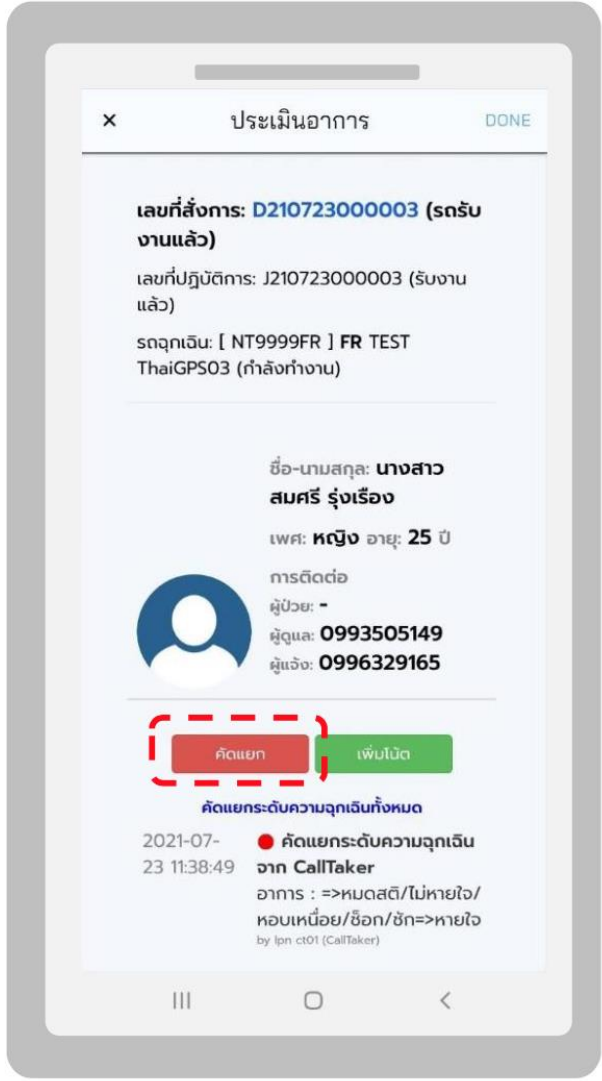 × ประเมินอาการ DONE
เลขที่สั่งการ: D210723000003 (รถรับ
งานแล้ว)
เลขที่ปฏิบัติการ: J210723000003 (รับงาน
แล้ว)
รถฉุกเฉิน: [ NT9999FR ] FR TEST
ThaiGPS03 (กำลังทำงาน)
ชื่อ-นามสกุล: นางสาว
สมศรี รุ่งเรือง
เพศ: หญิง อายุ: 25 ปี
การติดต่อ
ผู้ป่วย: -
ผู้ดูแล: 0993505149
ผู้แจ้ง: 0996329165
คัดแยก เพิ่มโน้ต
คัดแยกระดับความฉุกเฉินทั้งหมด
2021-07- คัดแยกระดับความฉุกเฉิน
23 11:38:49 จาก CallTaker
อาการ : =>หมดสติ/ไม่หายใจ/
หอบเหนื่อย/ช็อก/ชัก=>หายใจ
by lpn ct01 (CallTaker)